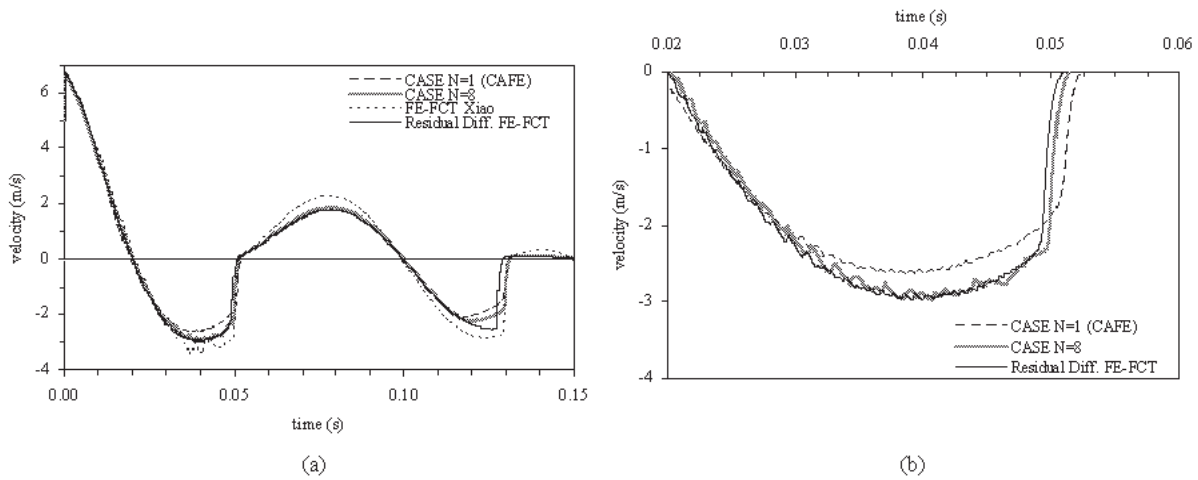 6
4
2
0
-2
-4
velocity (m/s)
0.00 0.05 0.10 0.15
time (s)
CASE N=1 (CAFE)
CASE N=8
FE-FCT Xiao
Residual Diff. FE-FCT
(a)
time (s)
0.02 0.03 0.04 0.05 0.06
0
-1
-2
-3
-4
velocity (m/s)
CASE N=1 (CAFE)
CASE N=8
Residual Diff. FE-FCT
(b)